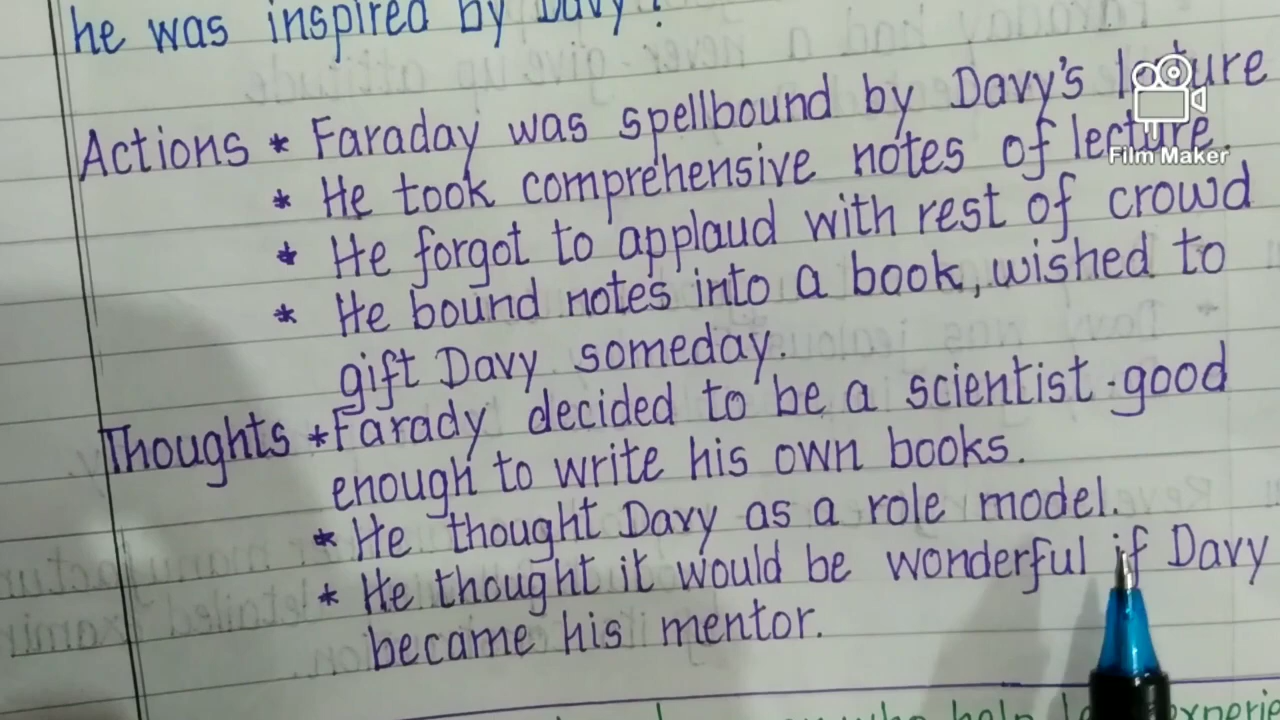 he was inspired by Davy?
Actions * Faraday was spellbound by Davy's lecture
* He took comprehensive notes of lecture.
* He forgot to applaud with rest of crowd
* He bound notes into a book, wished to
gift Davy someday.
Thoughts * Farady decided to be a scientist good
enough to write his own books.
* He thought Davy as a role model.
* He thought it would be wonderful if Davy
became his mentor.
who help
Film Maker